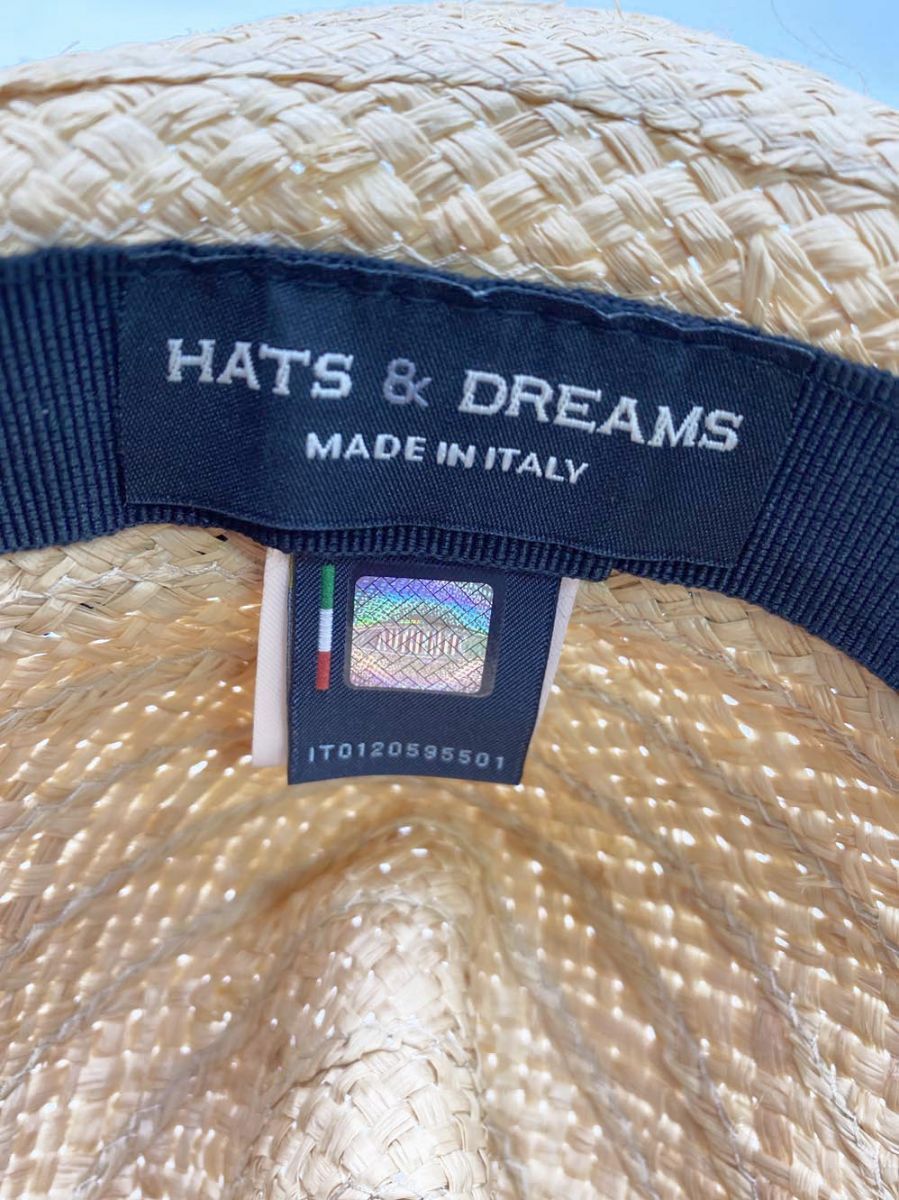 HATS & DREAMS
MADE IN ITALY
IT0120595501